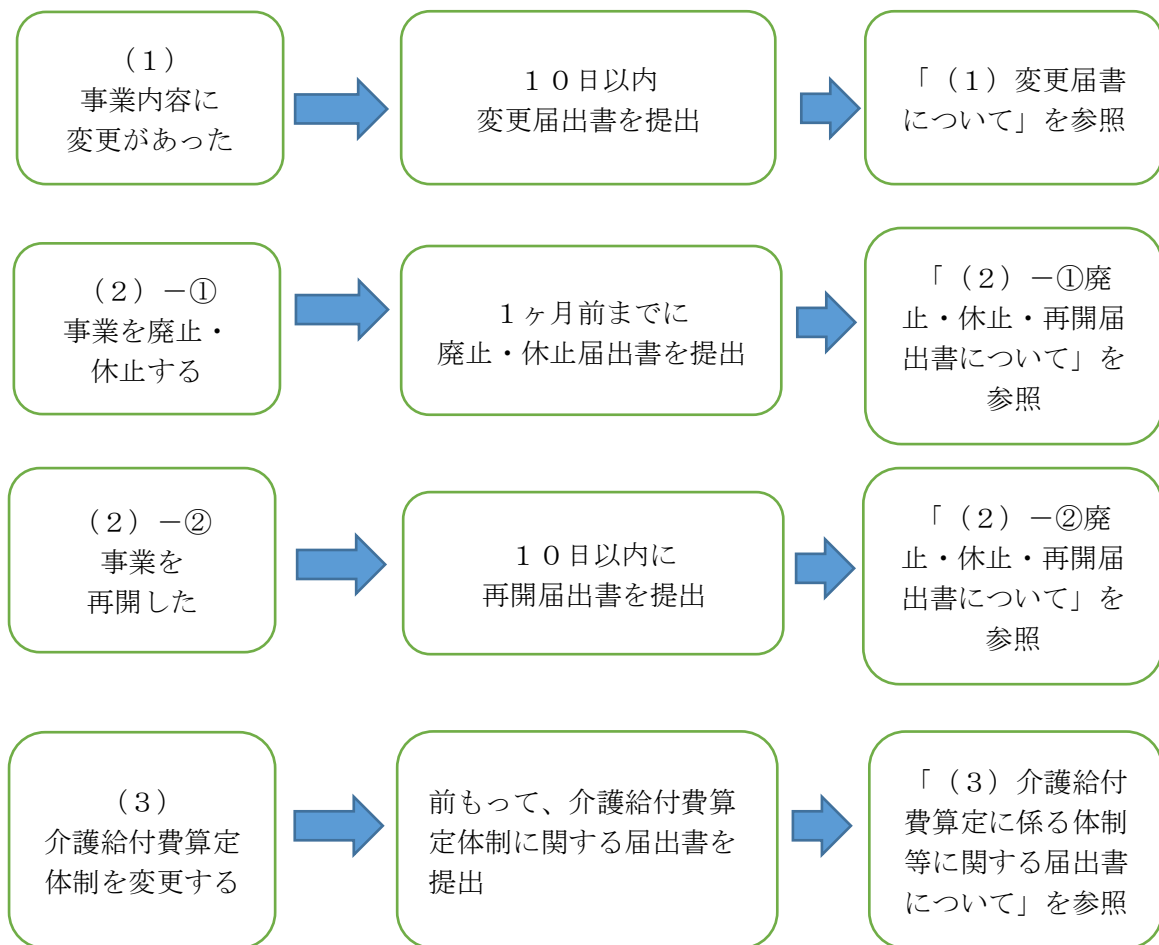 （１）
事業内容に
変更があった
１０日以内
変更届出書を提出
「（１）変更届書
について」を参照
（２）－①
事業を廃止・
休止する
１ヶ月前までに
廃止・休止届出書を提出
「（２）－①廃
止・休止・再開届
出書について」を
参照
（２）－②
事業を
再開した
１０日以内に
再開届出書を提出
「（２）－②廃
止・休止・再開届
出書について」を
参照
（３）
介護給付費算定
体制を変更する
前もって、介護給付費算
定体制に関する届出書を
提出
「（３）介護給付
費算定に係る体制
等に関する届出書
について」を参照